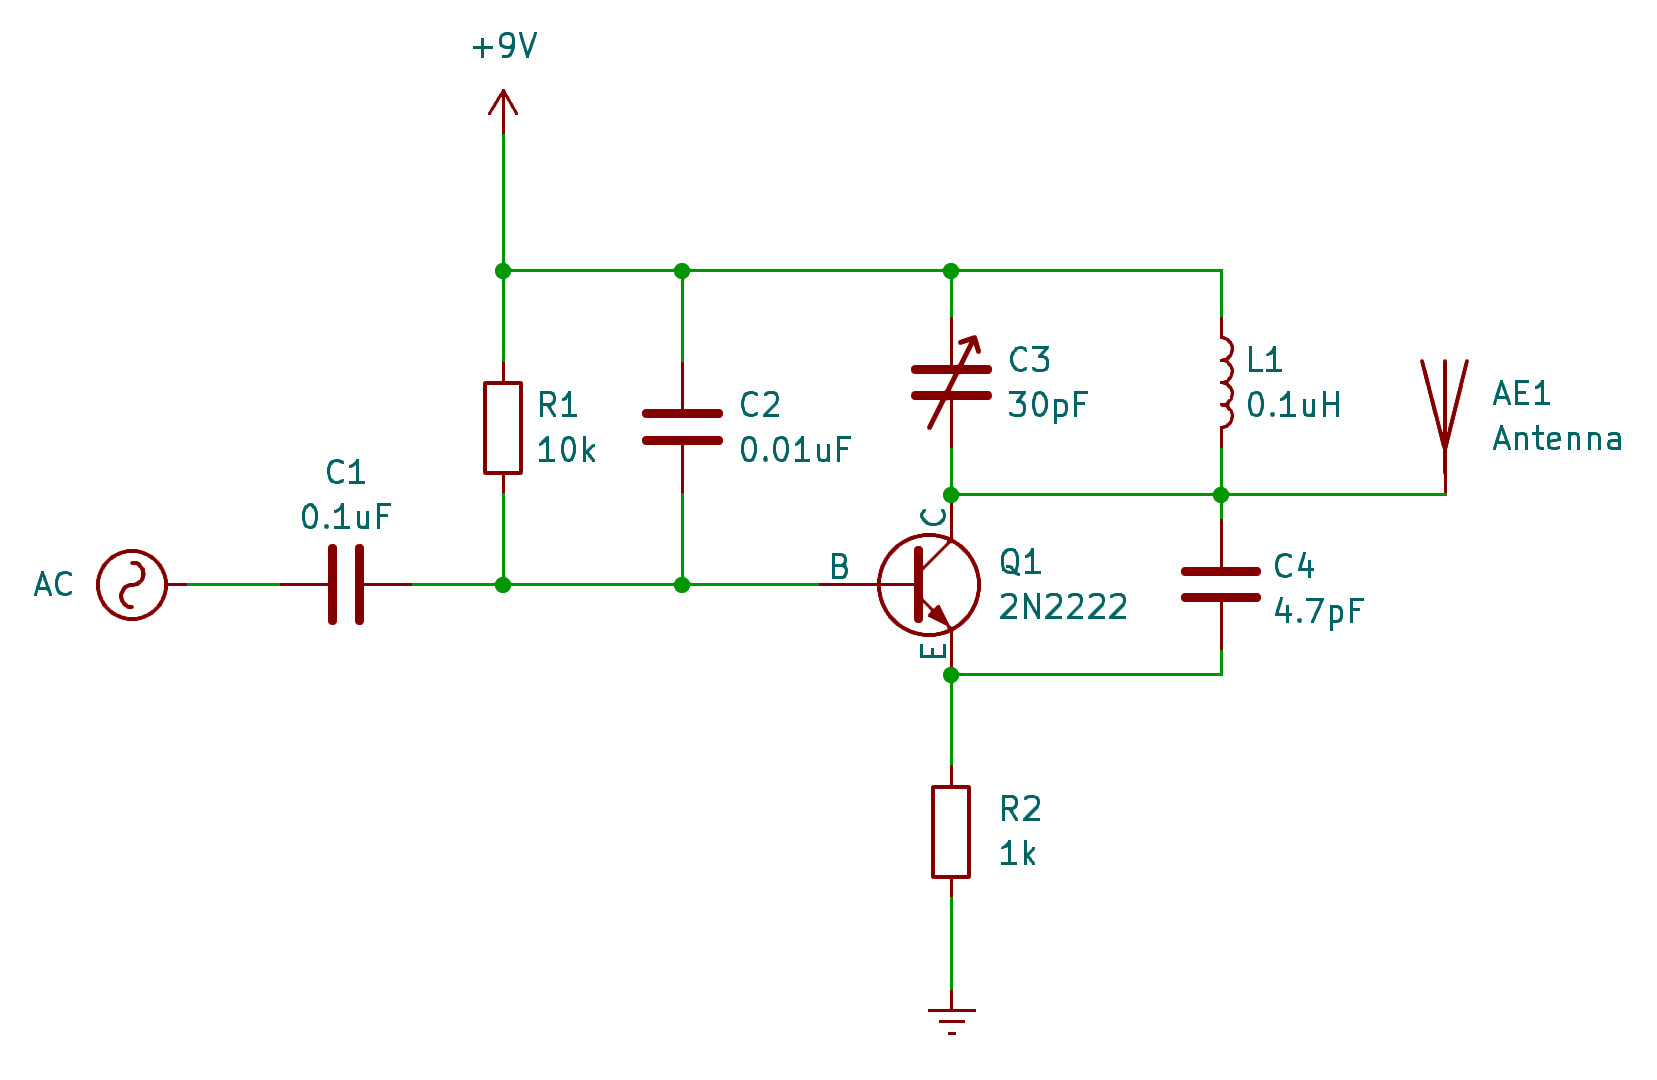 +9V
C3
30pF
L1
0.1uH
AE1
Antenna
R1
10k
C2
0.01uF
C1
0.1uF
AC
B
C
E
Q1
2N2222
C4
4.7pF
R2
1k